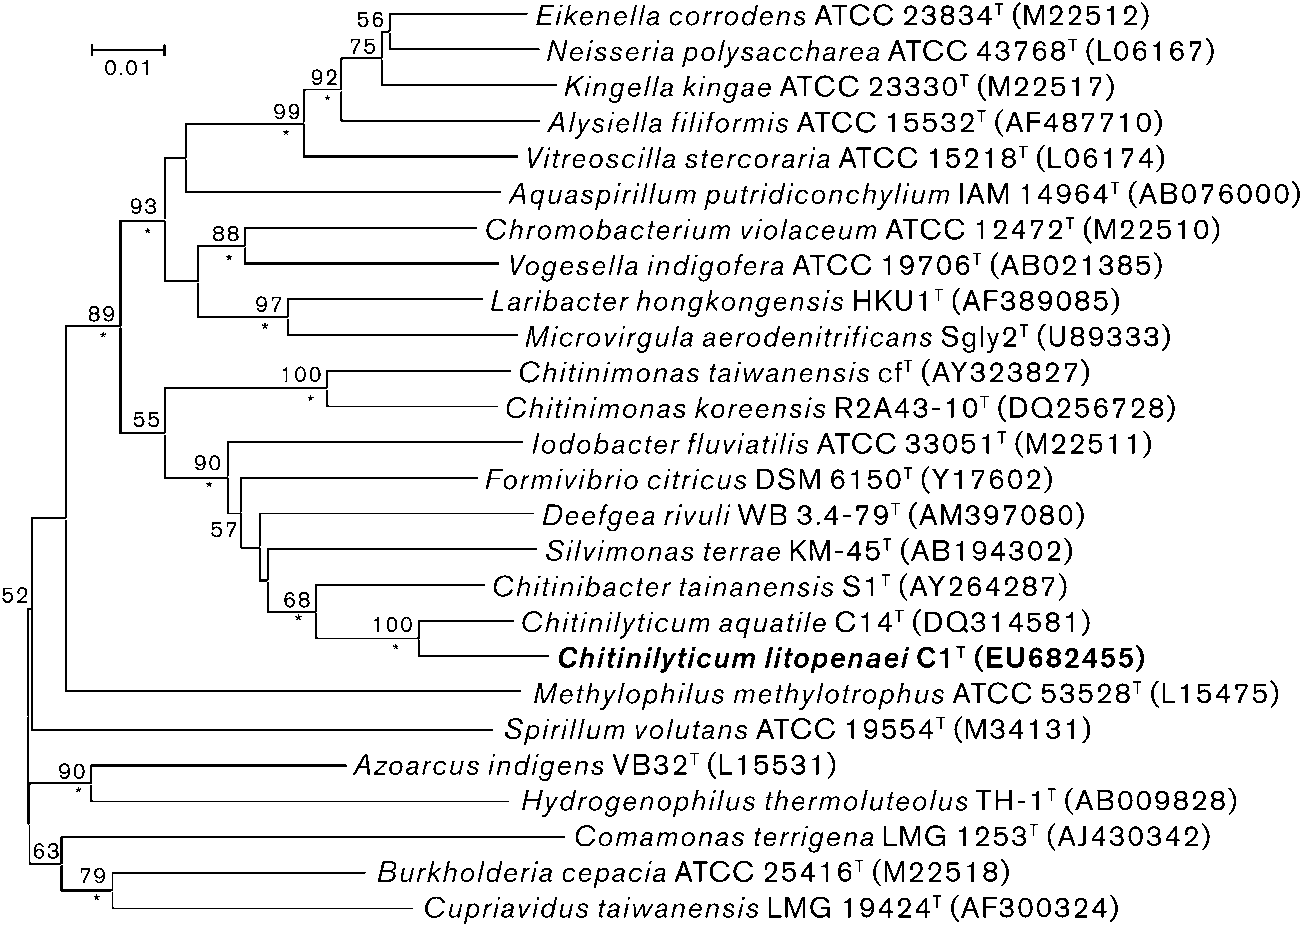 56 Eikenella corrodens ATCC 23834ᵀ (M22512)
0.01 75 Neisseria polysaccharea ATCC 43768ᵀ (L06167)
92 * Kingella kingae ATCC 23330ᵀ (M22517)
99 * Alysiella filiformis ATCC 15532ᵀ (AF487710)
Vitreoscilla stercoraria ATCC 15218ᵀ (L06174)
Aquaspirillum putridiconchylium IAM 14964ᵀ (AB076000)
93 * 88 * Chromobacterium violaceum ATCC 12472ᵀ (M22510)
Vogesella indigofera ATCC 19706ᵀ (AB021385)
97 * Laribacter hongkongensis HKU1ᵀ (AF389085)
89 * Microvirgula aerodenitrificans Sgly2ᵀ (U89333)
100 * Chitinimonas taiwanensis cfᵀ (AY323827)
55 Chitinimonas koreensis R2A43-10ᵀ (DQ256728)
Iodobacter fluviatilis ATCC 33051ᵀ (M22511)
90 * Formivibrio citricus DSM 6150ᵀ (Y17602)
57 Deefgea rivuli WB 3.4-79ᵀ (AM397080)
Silvimonas terrae KM-45ᵀ (AB194302)
52 68 * Chitinibacter tainanensis S1ᵀ (AY264287)
100 * Chitinilyticum aquatile C14ᵀ (DQ314581)
Chitinilyticum litopenaei C1ᵀ (EU682455)
Methylophilus methylotrophus ATCC 53528ᵀ (L15475)
Spirillum volutans ATCC 19554ᵀ (M34131)
90 * Azoarcus indigens VB32ᵀ (L15531)
Hydrogenophilus thermoluteolus TH-1ᵀ (AB009828)
63 Comamonas terrigena LMG 1253ᵀ (AJ430342)
79 * Burkholderia cepacia ATCC 25416ᵀ (M22518)
Cupriavidus taiwanensis LMG 19424ᵀ (AF300324)